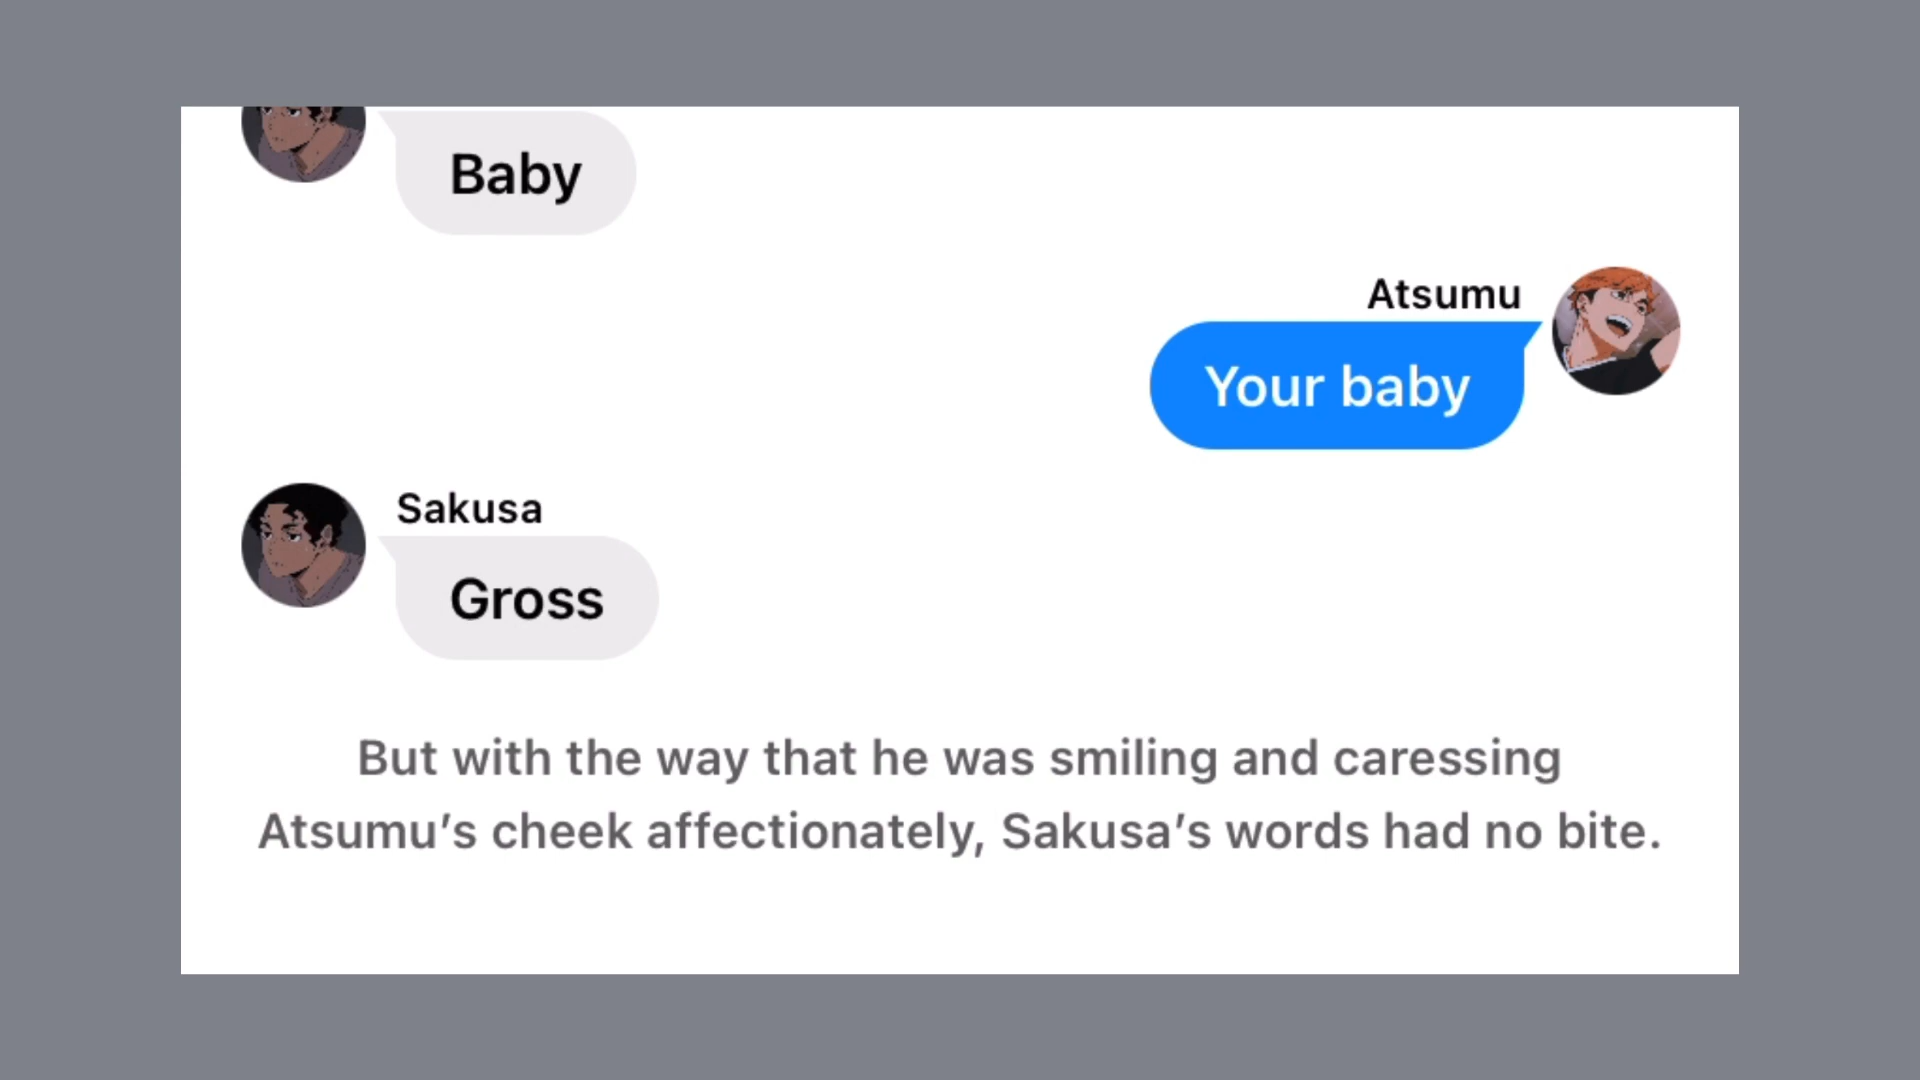 Baby
Atsumu
Your baby
Sakusa
Gross
But with the way that he was smiling and caressing
Atsumu’s cheek affectionately, Sakusa’s words had no bite.